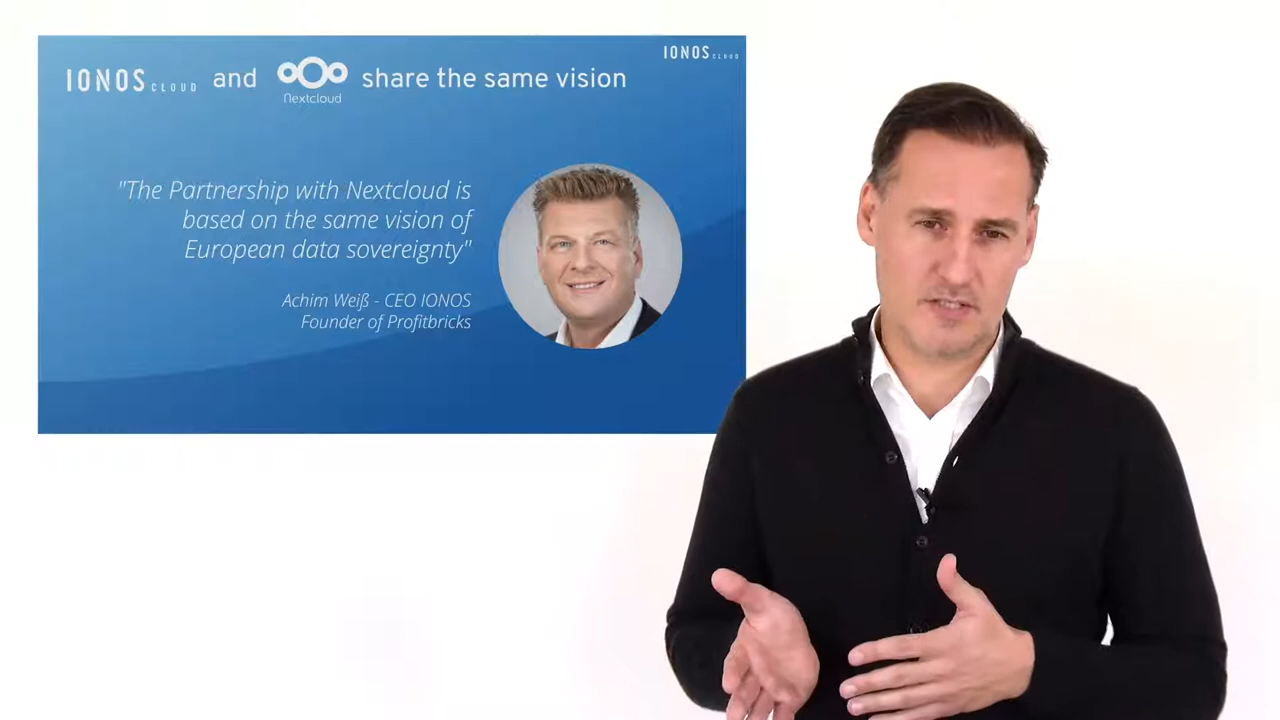 IONOS CLOUD and Nextcloud share the same vision
IONOS CLOUD
"The Partnership with Nextcloud is
based on the same vision of
European data sovereignty"
Achim Weiß - CEO IONOS
Founder of Profitbricks